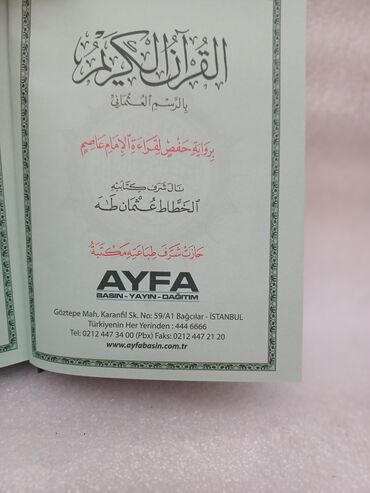 القرآن الكريم
بالرسم العثماني
برواية حفص لقراءة الإمام عاصم
نال شرف كتابته
الخطاط عثمان طه
حازت شرف طباعته مكتبة
AYFA
BASIN - YAYIN - DAĞITIM
Göztepe Mah. Karanfil Sk. No: 59/A1 Bağcılar - İSTANBUL
Türkiyenin Her Yerinden : 444 6666
Tel: 0212 447 34 00 (Pbx) Faks: 0212 447 21 20
www.ayfabasin.com.tr